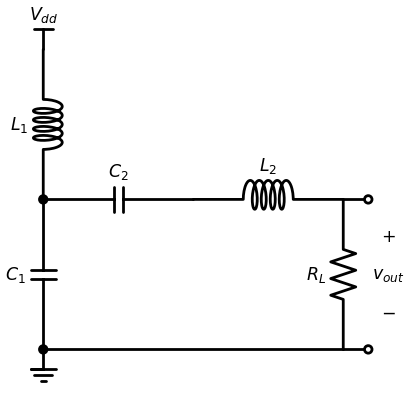 V_dd
L_1
C_2
L_2
+
C_1
R_L
v_out
−